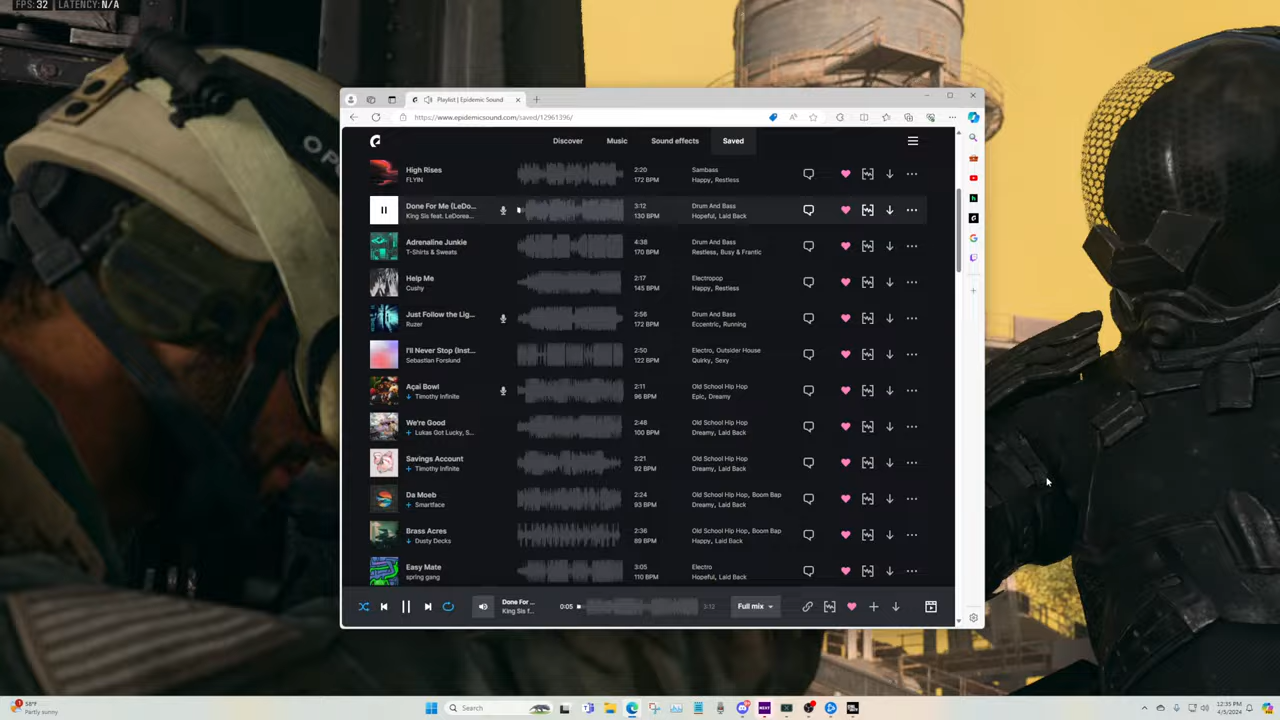 FPS: 32 | LATENCY: N/A
Playlist | Epidemic Sound
https://www.epidemicsound.com/saved/12961396/
Discover Music Sound effects Saved
High Rises 2:20 Sambass
FLYIN 172 BPM Happy, Restless
Done For Me (LeDo... 3:12 Drum And Bass
King Sis feat. LeDorea... 130 BPM Hopeful, Laid Back
Adrenaline Junkie 4:38 Drum And Bass
T-Shirts & Sweats 170 BPM Restless, Busy & Frantic
Help Me 2:17 Electropop
Cushy 145 BPM Happy, Restless
Just Follow the Lig... 2:56 Drum And Bass
Ruzer 172 BPM Eccentric, Running
I'll Never Stop (Inst... 2:50 Electro, Outsider House
Sebastian Forslund 122 BPM Quirky, Sexy
Açai Bowl 2:11 Old School Hip Hop
Timothy Infinite 96 BPM Epic, Dreamy
We're Good 2:48 Old School Hip Hop
Lukas Got Lucky, S... 100 BPM Dreamy, Laid Back
Savings Account 2:21 Old School Hip Hop
Timothy Infinite 92 BPM Dreamy, Laid Back
Da Moeb 2:24 Old School Hip Hop, Boom Bap
Smartface 93 BPM Dreamy, Laid Back
Brass Acres 2:36 Old School Hip Hop, Boom Bap
Dusty Decks 89 BPM Happy, Laid Back
Easy Mate 3:05 Electro
spring gang 110 BPM Hopeful, Laid Back
Done For ... 0:05 3:12 Full mix
King Sis f...
58°F
Partly sunny
Search
12:35 PM
4/5/2024